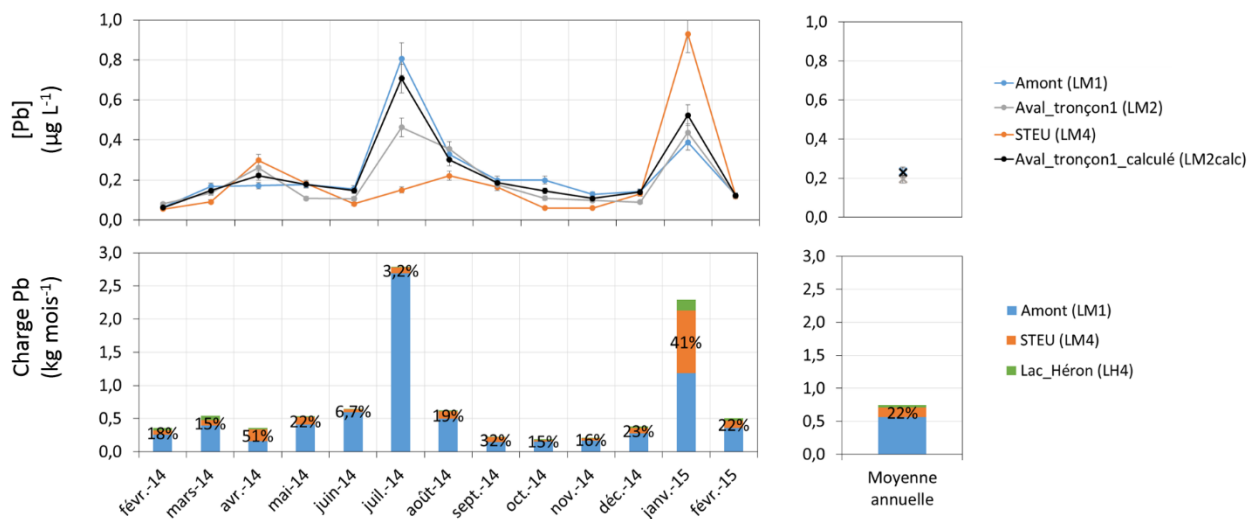 [Pb]
(µg L⁻¹)
1,0
0,8
0,6
0,4
0,2
0,0
1,0
0,8
0,6
0,4
0,2
0,0
Amont (LM1)
Aval_tronçon1 (LM2)
STEU (LM4)
Aval_tronçon1_calculé (LM2calc)
Charge Pb
(kg mois⁻¹)
3,0
2,5
2,0
1,5
1,0
0,5
0,0
18%
15%
51%
22%
6,7%
3,2%
19%
32%
15%
16%
23%
41%
22%
févr.-14
mars-14
avr.-14
mai-14
juin-14
juil.-14
août-14
sept.-14
oct.-14
nov.-14
déc.-14
janv.-15
févr.-15
3,0
2,5
2,0
1,5
1,0
0,5
0,0
22%
Moyenne
annuelle
Amont (LM1)
STEU (LM4)
Lac_Héron (LH4)